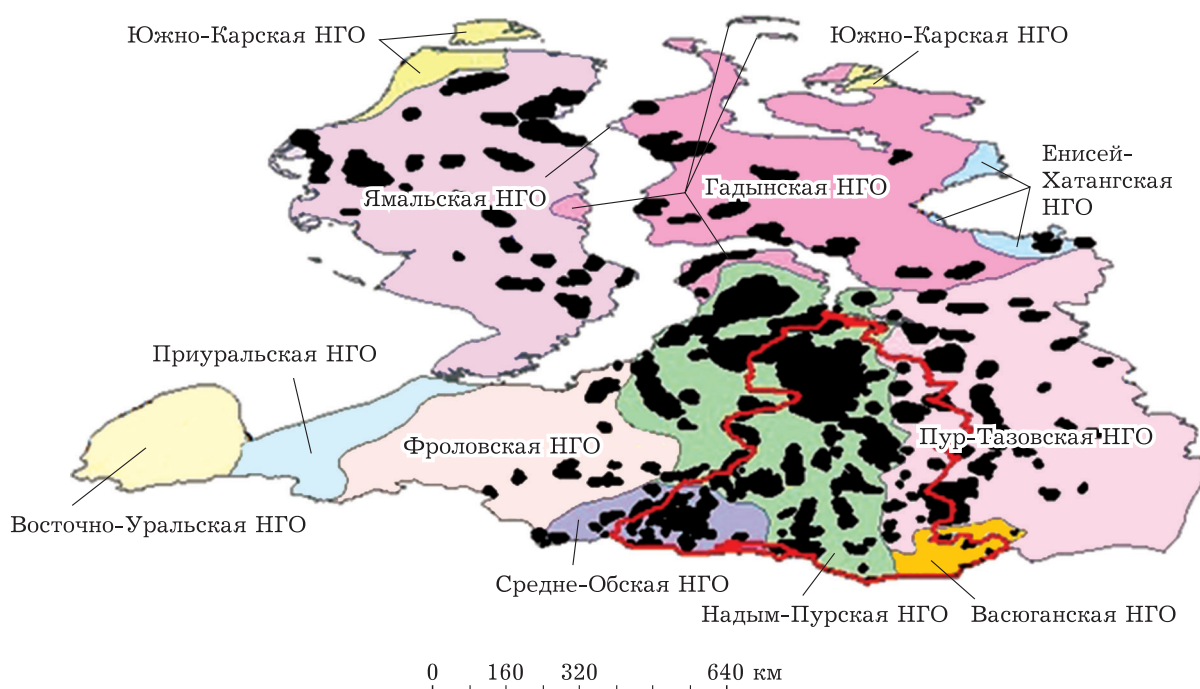 Южно-Карская НГО
Южно-Карская НГО
Енисей-
Хатангская
НГО
Ямальская НГО
Гадынская НГО
Приуральская НГО
Фроловская НГО
Пур-Тазовская НГО
Восточно-Уральская НГО
Средне-Обская НГО
Надым-Пурская НГО
Васюганская НГО
0 160 320 640 км